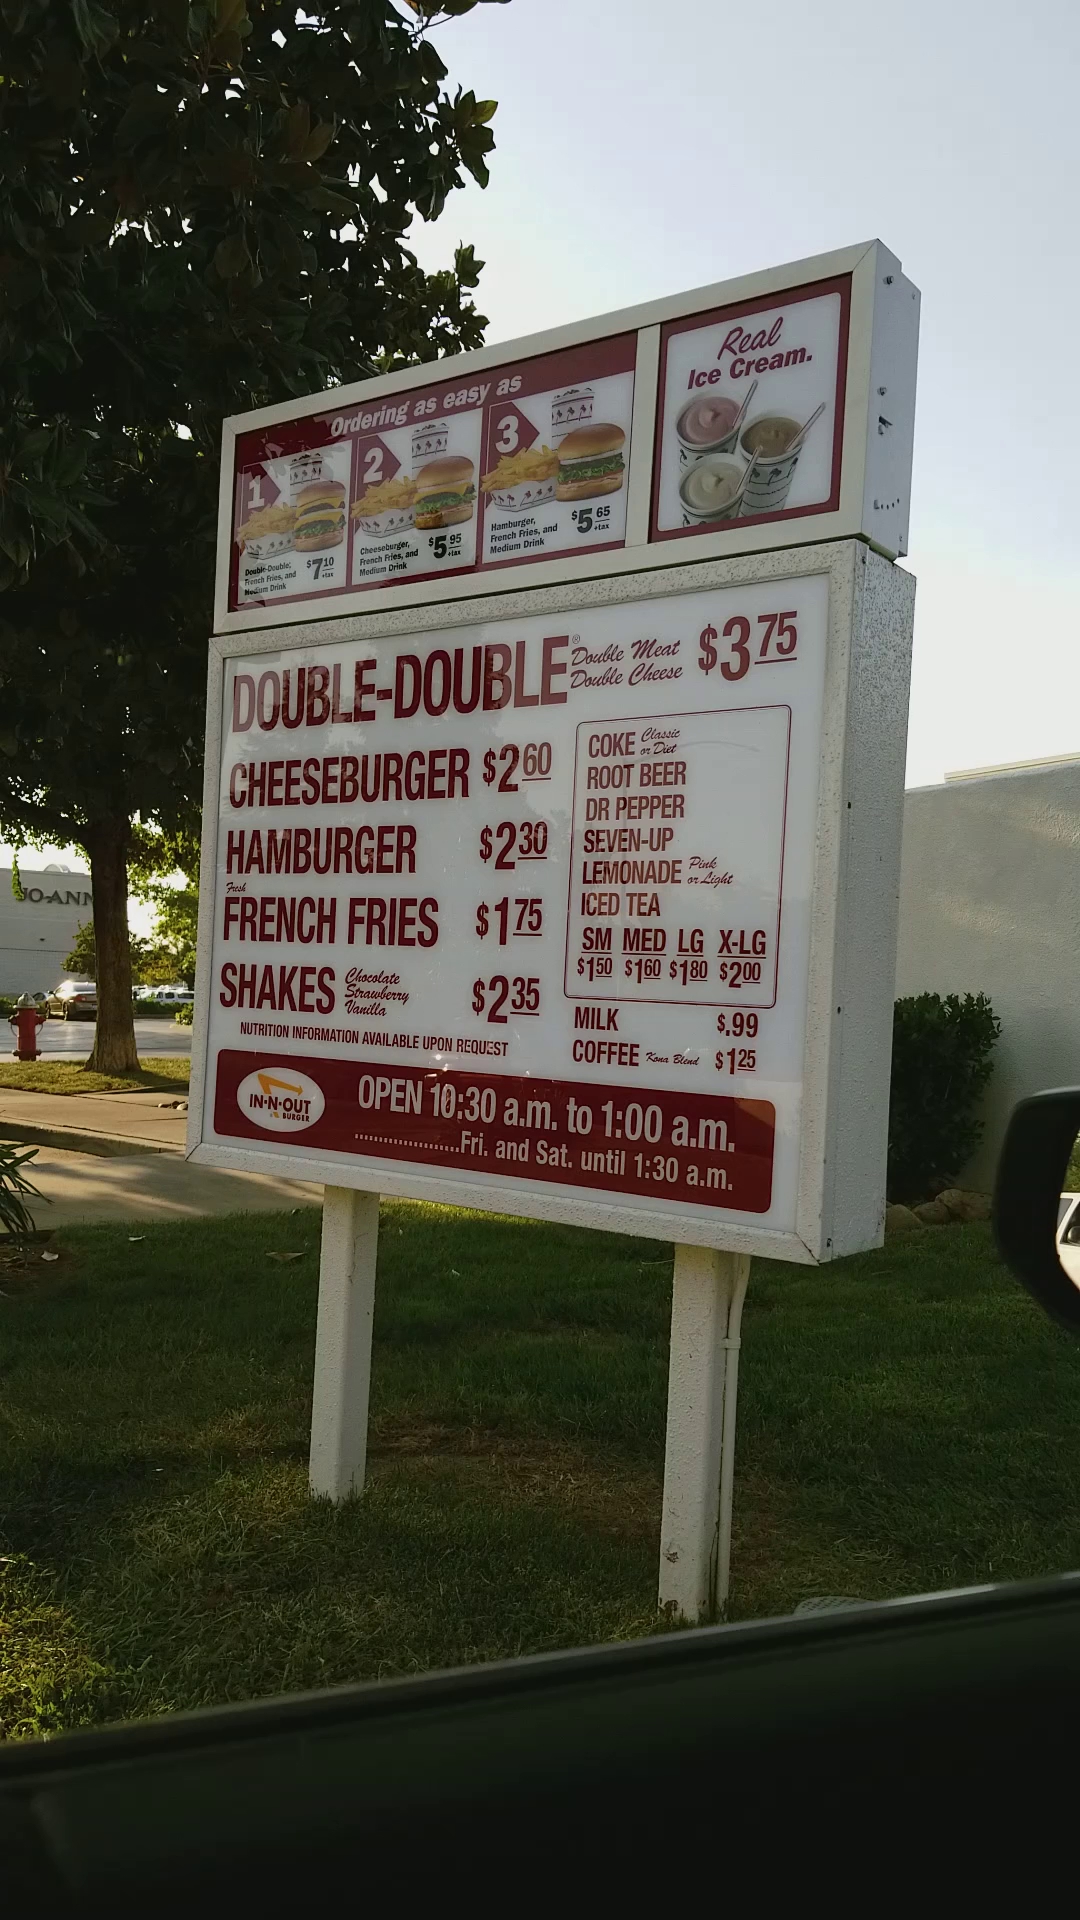 Ordering as easy as
1
Double-Double,
French Fries, and
Medium Drink
$7 10
+tax
2
Cheeseburger,
French Fries, and
Medium Drink
$5 95
+tax
3
Hamburger,
French Fries, and
Medium Drink
$5 65
+tax
Real
Ice Cream.
DOUBLE-DOUBLE® Double Meat
Double Cheese
$3 75
CHEESEBURGER $2 60
HAMBURGER $2 30
Fresh
FRENCH FRIES $1 75
SHAKES Chocolate
Strawberry
Vanilla
$2 35
NUTRITION INFORMATION AVAILABLE UPON REQUEST
COKE Classic
or Diet
ROOT BEER
DR PEPPER
SEVEN-UP
LEMONADE Pink
or Light
ICED TEA
SM MED LG X-LG
$1 50 $1 60 $1 80 $2 00
MILK $.99
COFFEE Kona Blend $1 25
IN-N-OUT
BURGER
OPEN 10:30 a.m. to 1:00 a.m.
....................Fri. and Sat. until 1:30 a.m.
JO-ANN